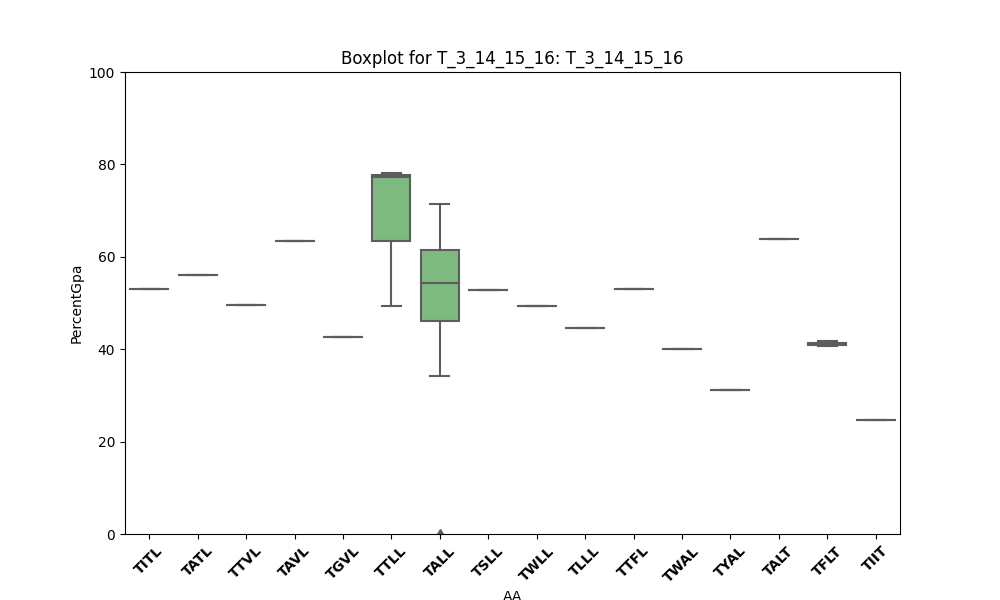 Boxplot for T_3_14_15_16: T_3_14_15_16
100
80
60
40
20
0
PercentGpa
TITL TATL TTVL TAVL TGVL TTLL TALL TSLL TWLL TLLL TTFL TWAL TYAL TALT TFLT TIIT
AA